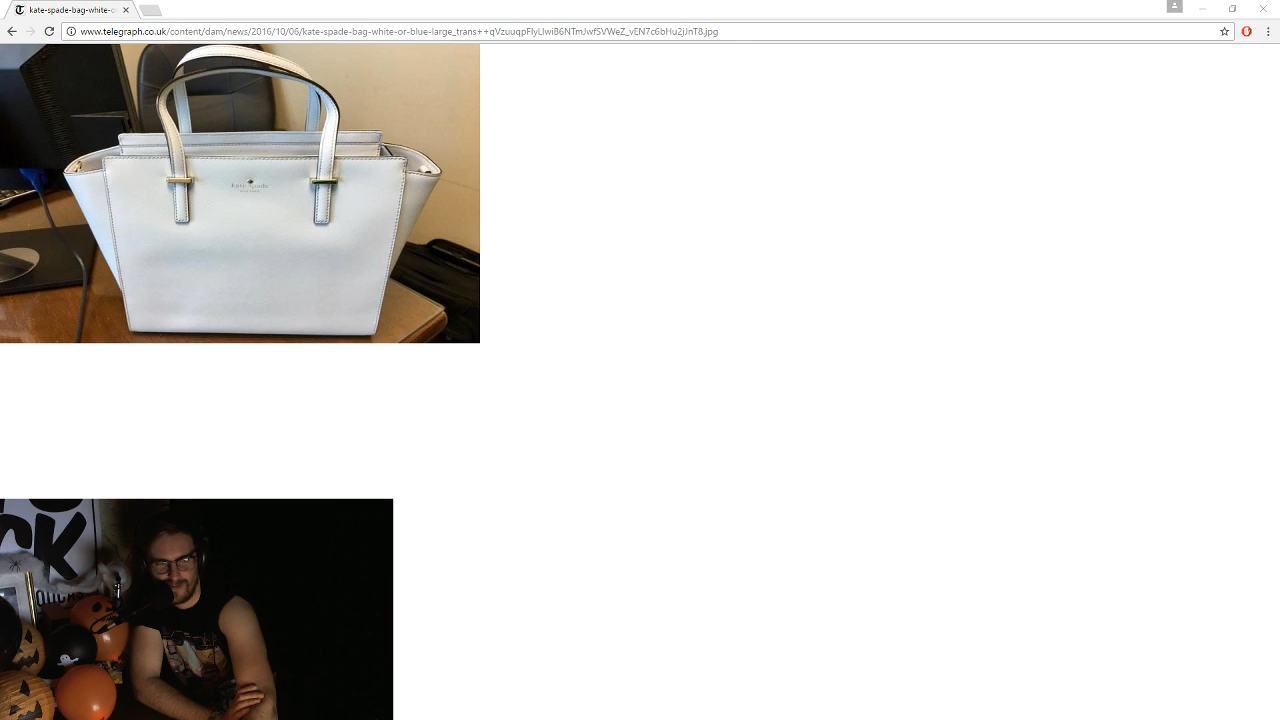 kate-spade-bag-white-o
www.telegraph.co.uk/content/dam/news/2016/10/06/kate-spade-bag-white-or-blue-large_trans++qVzuuqpFlyLIwiB6NTmJwfSVWeZ_vEN7c6bHu2jJnT8.jpg
kate spade
CK